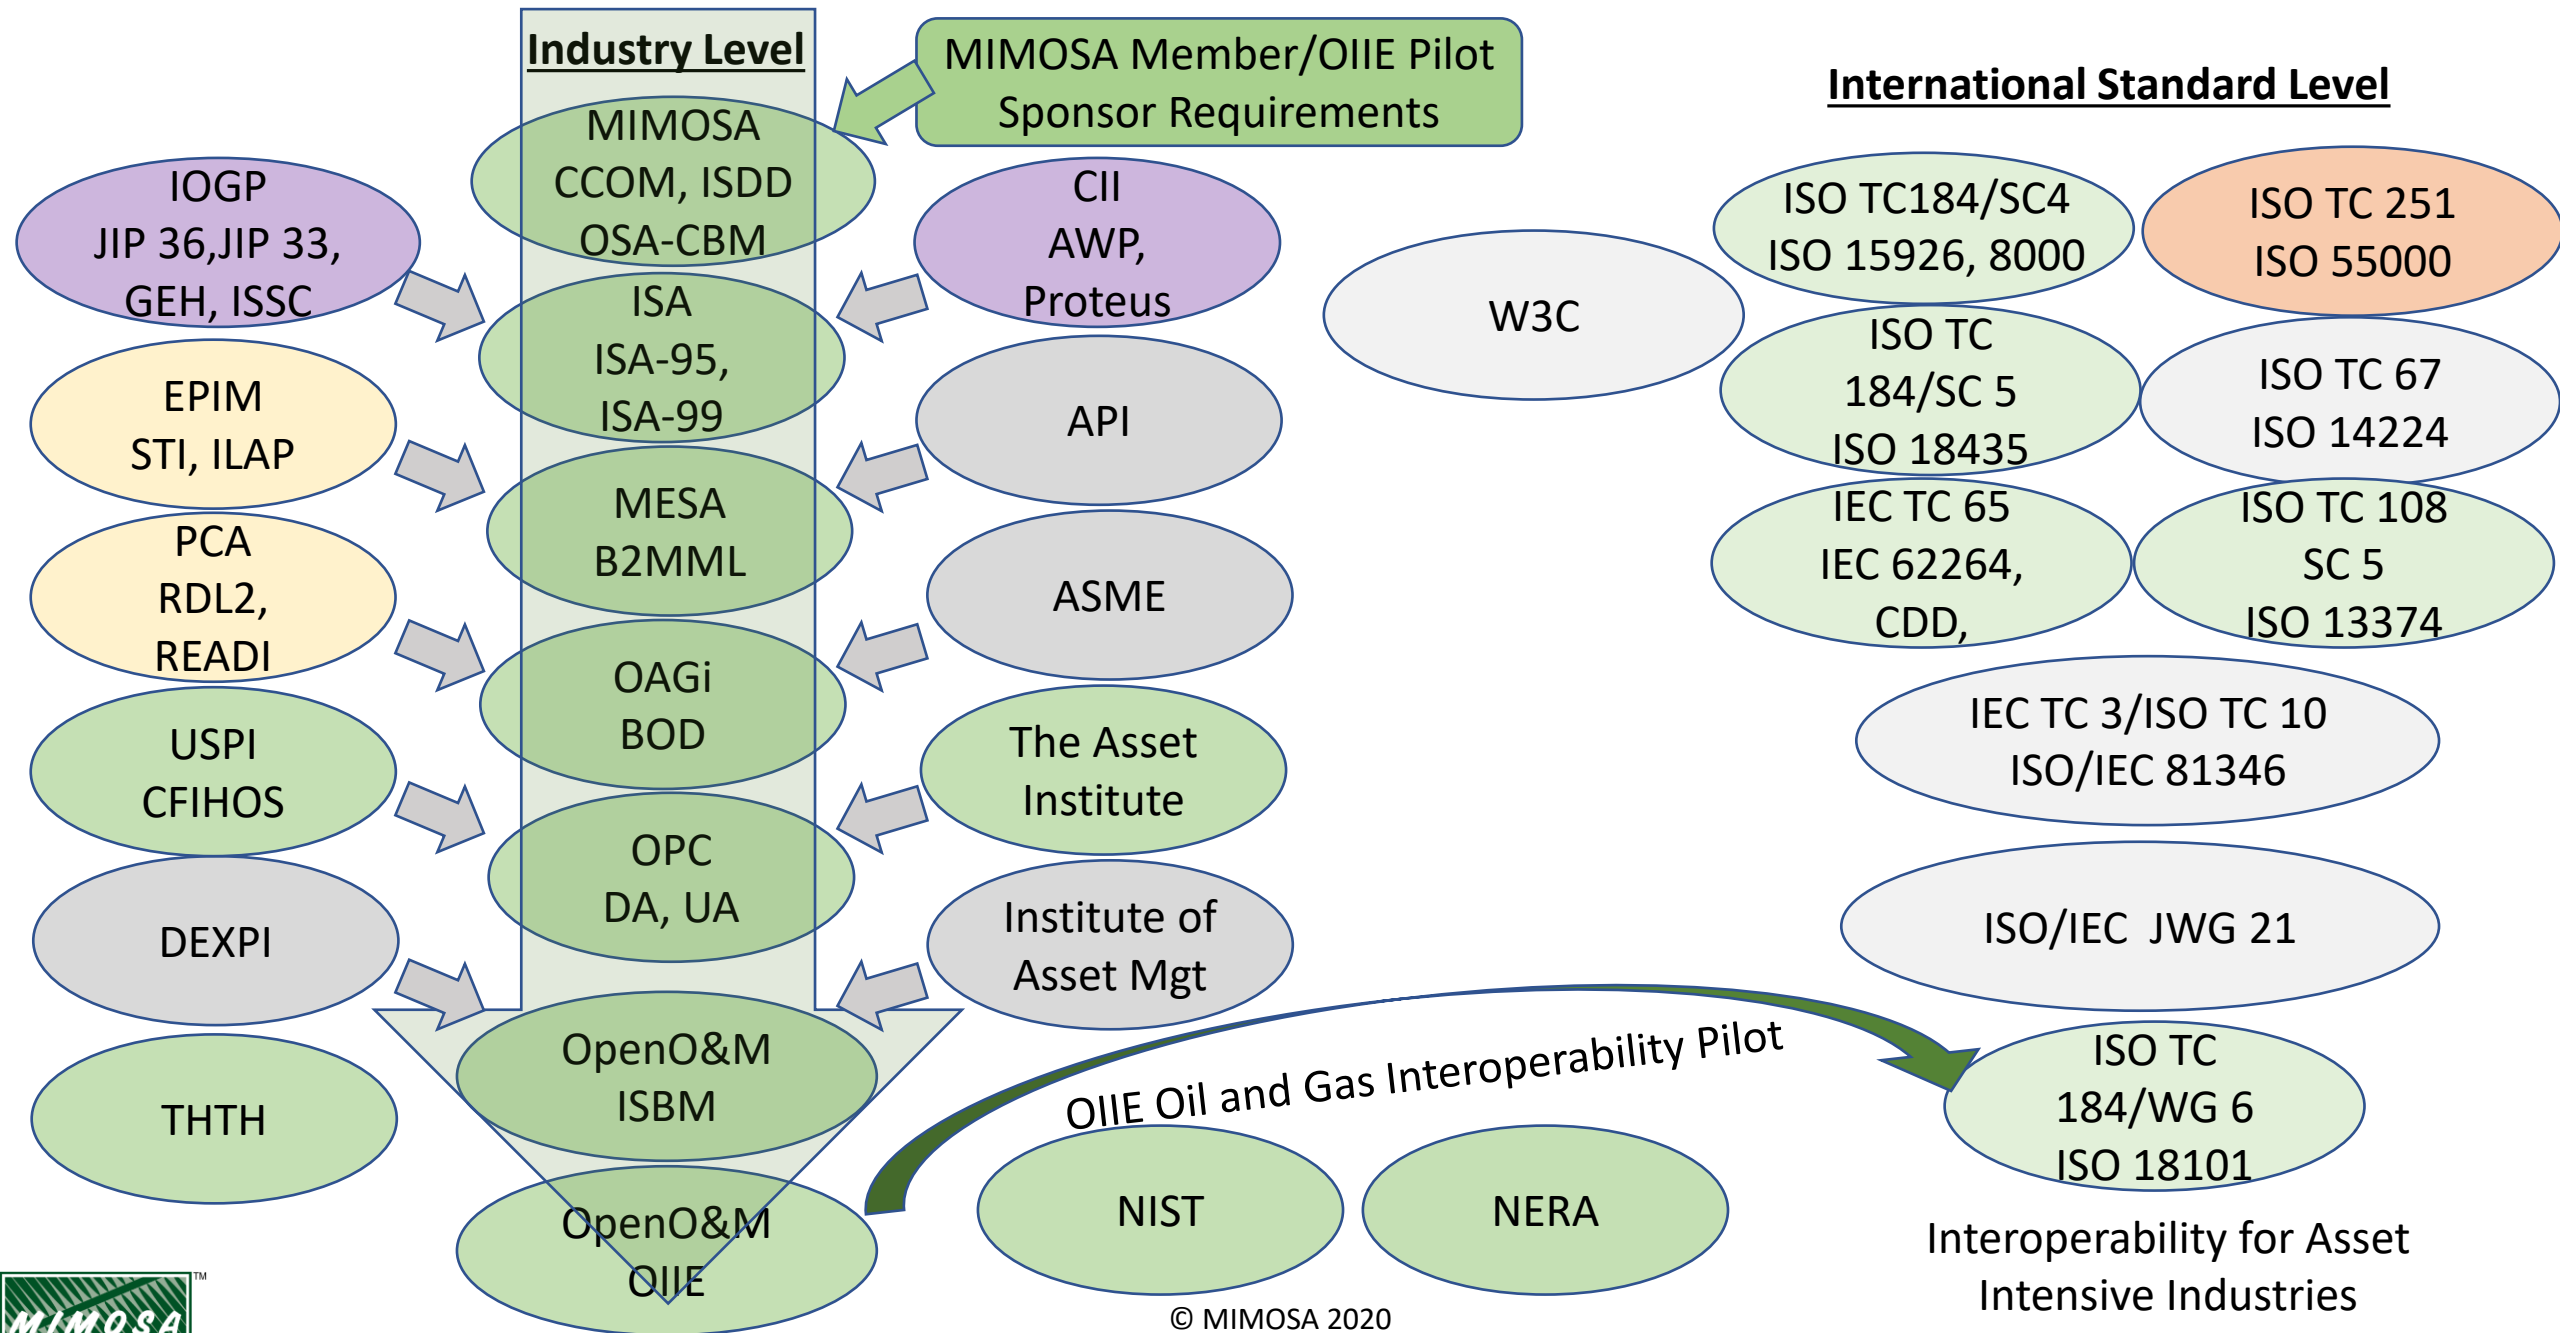 Industry Level
MIMOSA Member/OIIE Pilot
Sponsor Requirements
International Standard Level
MIMOSA
CCOM, ISDD
OSA-CBM
IOGP
JIP 36,JIP 33,
GEH, ISSC
CII
AWP,
Proteus
ISA
ISA-95,
ISA-99
EPIM
STI, ILAP
API
MESA
B2MML
PCA
RDL2,
READI
ASME
OAGi
BOD
USPI
CFIHOS
The Asset
Institute
OPC
DA, UA
DEXPI
Institute of
Asset Mgt
OpenO&M
ISBM
THTH
OpenO&M
OIIE
OIIE Oil and Gas Interoperability Pilot
NIST
NERA
W3C
ISO TC184/SC4
ISO 15926, 8000
ISO TC 251
ISO 55000
ISO TC
184/SC 5
ISO 18435
ISO TC 67
ISO 14224
IEC TC 65
IEC 62264,
CDD,
ISO TC 108
SC 5
ISO 13374
IEC TC 3/ISO TC 10
ISO/IEC 81346
ISO/IEC JWG 21
ISO TC
184/WG 6
ISO 18101
Interoperability for Asset
Intensive Industries
MIMOSA
TM
© MIMOSA 2020